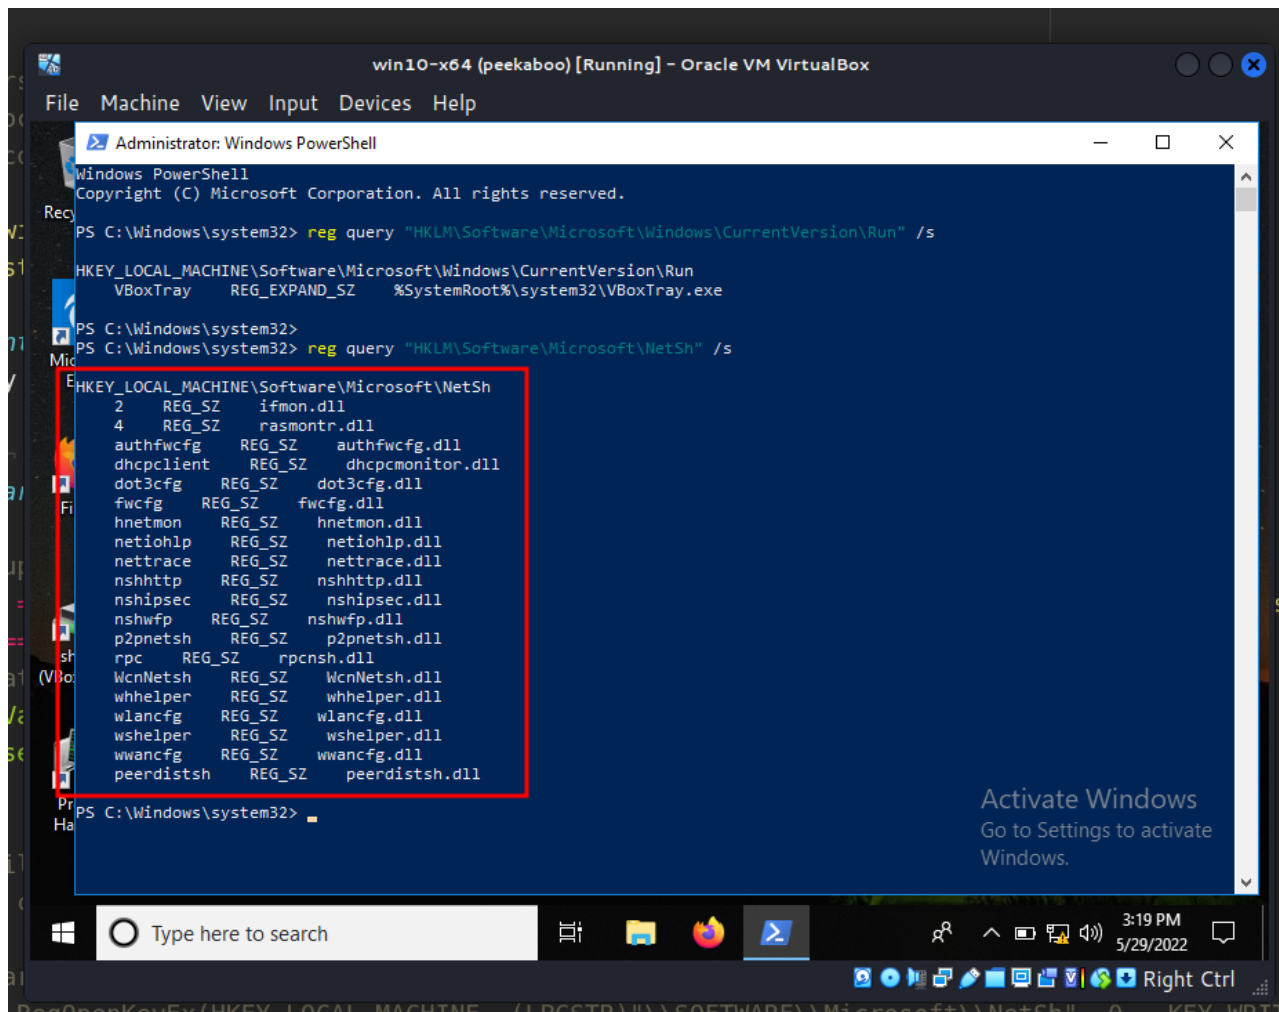 win10-x64 (peekaboo) [Running] - Oracle VM VirtualBox
File Machine View Input Devices Help
Administrator: Windows PowerShell
Windows PowerShell
Copyright (C) Microsoft Corporation. All rights reserved.
PS C:\Windows\system32> reg query "HKLM\Software\Microsoft\Windows\CurrentVersion\Run" /s
HKEY_LOCAL_MACHINE\Software\Microsoft\Windows\CurrentVersion\Run
VBoxTray REG_EXPAND_SZ %SystemRoot%\system32\VBoxTray.exe
PS C:\Windows\system32>
PS C:\Windows\system32> reg query "HKLM\Software\Microsoft\NetSh" /s
HKEY_LOCAL_MACHINE\Software\Microsoft\NetSh
2 REG_SZ ifmon.dll
4 REG_SZ rasmontr.dll
authfwcfg REG_SZ authfwcfg.dll
dhcpclient REG_SZ dhcpcmonitor.dll
dot3cfg REG_SZ dot3cfg.dll
fwcfg REG_SZ fwcfg.dll
hnetmon REG_SZ hnetmon.dll
netiohlp REG_SZ netiohlp.dll
nettrace REG_SZ nettrace.dll
nshhttp REG_SZ nshhttp.dll
nshipsec REG_SZ nshipsec.dll
nshwfp REG_SZ nshwfp.dll
p2pnetsh REG_SZ p2pnetsh.dll
rpc REG_SZ rpcnsh.dll
WcnNetsh REG_SZ WcnNetsh.dll
whhelper REG_SZ whhelper.dll
wlancfg REG_SZ wlancfg.dll
wshelper REG_SZ wshelper.dll
wwancfg REG_SZ wwancfg.dll
peerdistsh REG_SZ peerdistsh.dll
PS C:\Windows\system32>
Activate Windows
Go to Settings to activate
Windows.
Type here to search
3:19 PM
5/29/2022
Right Ctrl